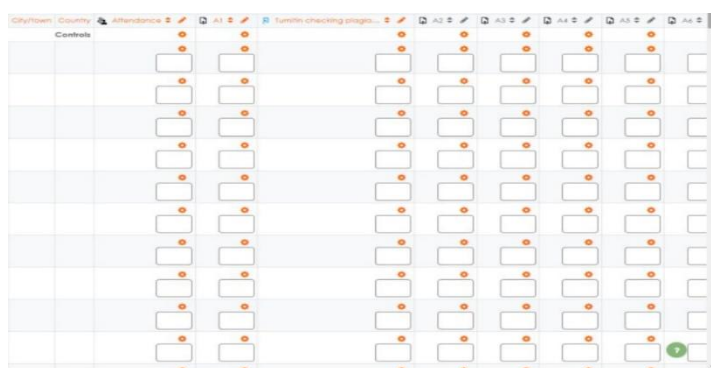 City/Town Country Attendance A1 Turnitin checking plagia... A2 A3 A4 A5 A6
Controls
?